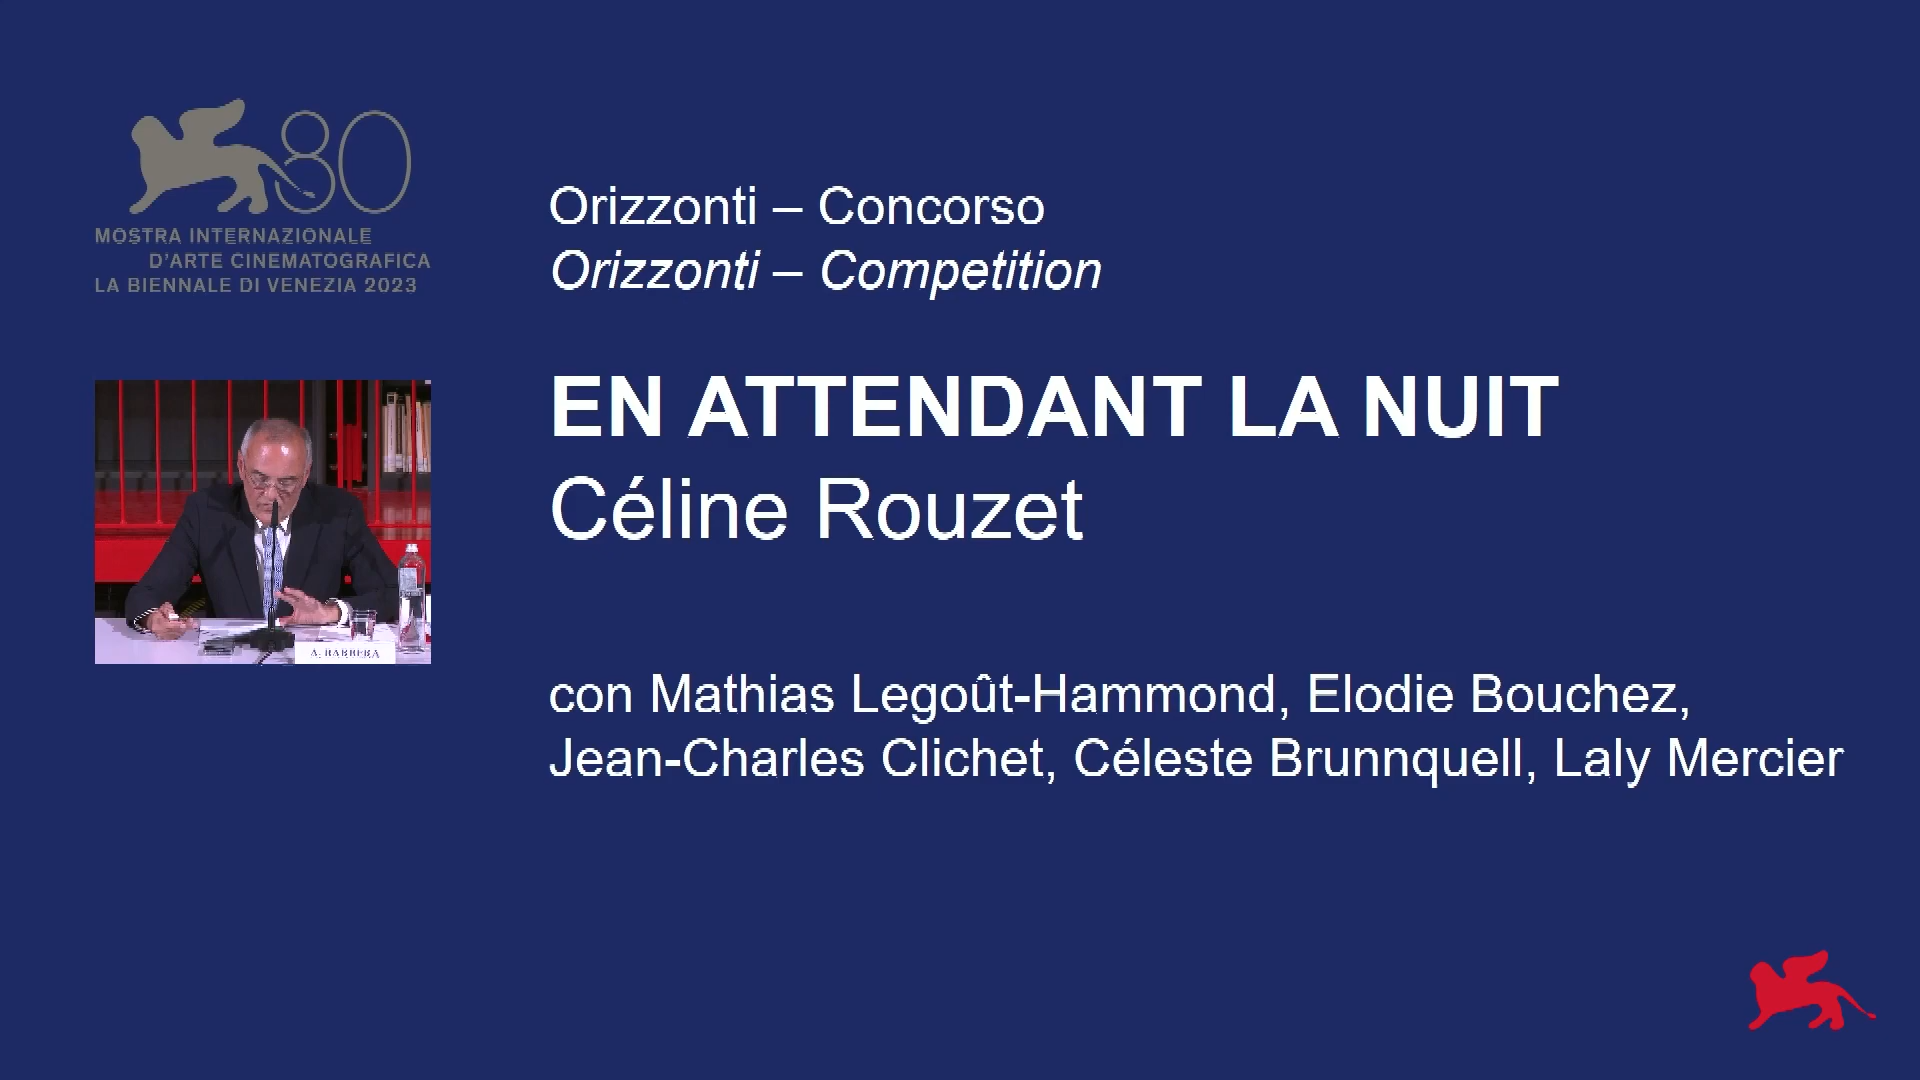 80
MOSTRA INTERNAZIONALE
D'ARTE CINEMATOGRAFICA
LA BIENNALE DI VENEZIA 2023
Orizzonti – Concorso
Orizzonti – Competition
EN ATTENDANT LA NUIT
Céline Rouzet
con Mathias Legoût-Hammond, Elodie Bouchez,
Jean-Charles Clichet, Céleste Brunnquell, Laly Mercier
A. BARBERA